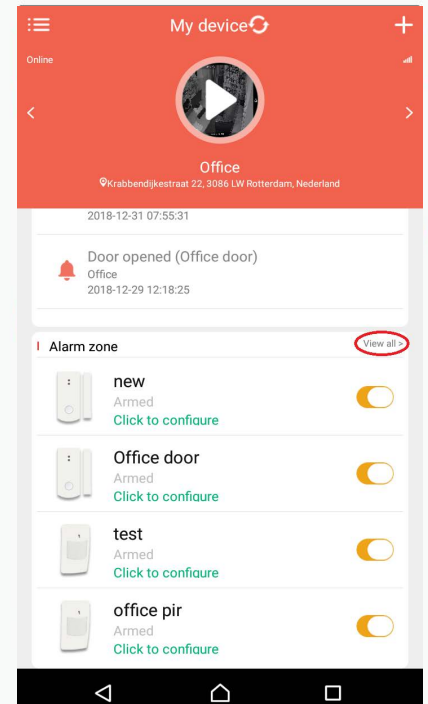 My device
Online
Office
Krabbendijkestraat 22, 3086 LW Rotterdam, Nederland
2018-12-31 07:55:31
Door opened (Office door)
Office
2018-12-29 12:18:25
Alarm zone
View all >
new
Armed
Click to configure
Office door
Armed
Click to configure
test
Armed
Click to configure
office pir
Armed
Click to configure